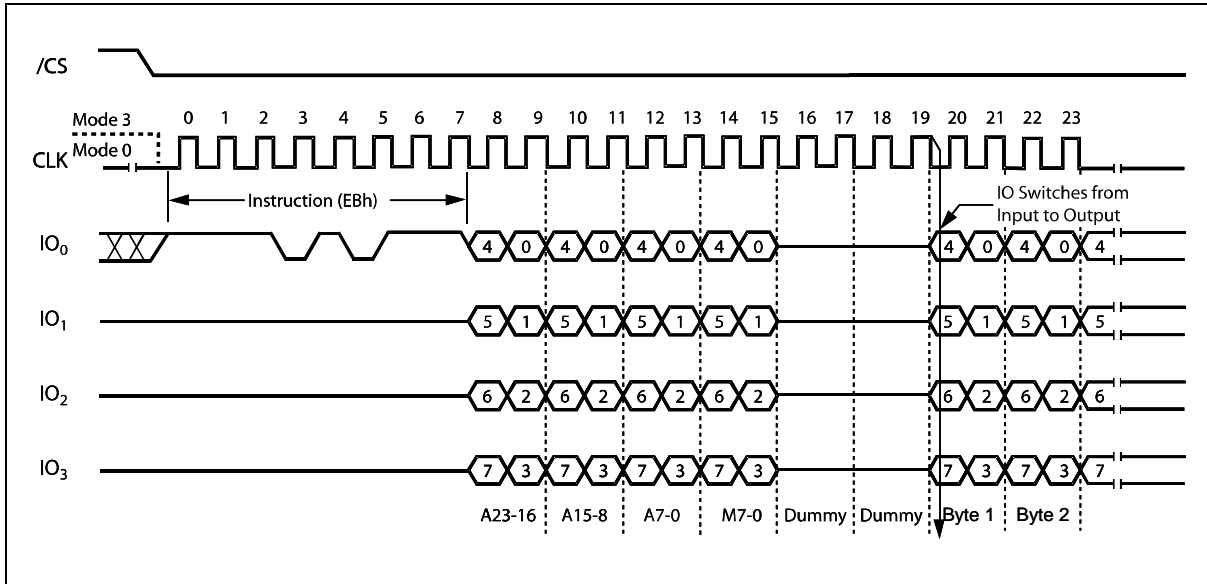 /CS
Mode 3
0 1 2 3 4 5 6 7 8 9 10 11 12 13 14 15 16 17 18 19 20 21 22 23
Mode 0
CLK
Instruction (EBh)
IO Switches from
Input to Output
IO0 4 0 4 0 4 0 4 0 4 0 4 0 4
IO1 5 1 5 1 5 1 5 1 5 1 5 1 5
IO2 6 2 6 2 6 2 6 2 6 2 6 2 6
IO3 7 3 7 3 7 3 7 3 7 3 7 3 7
A23-16 A15-8 A7-0 M7-0 Dummy Dummy Byte 1 Byte 2